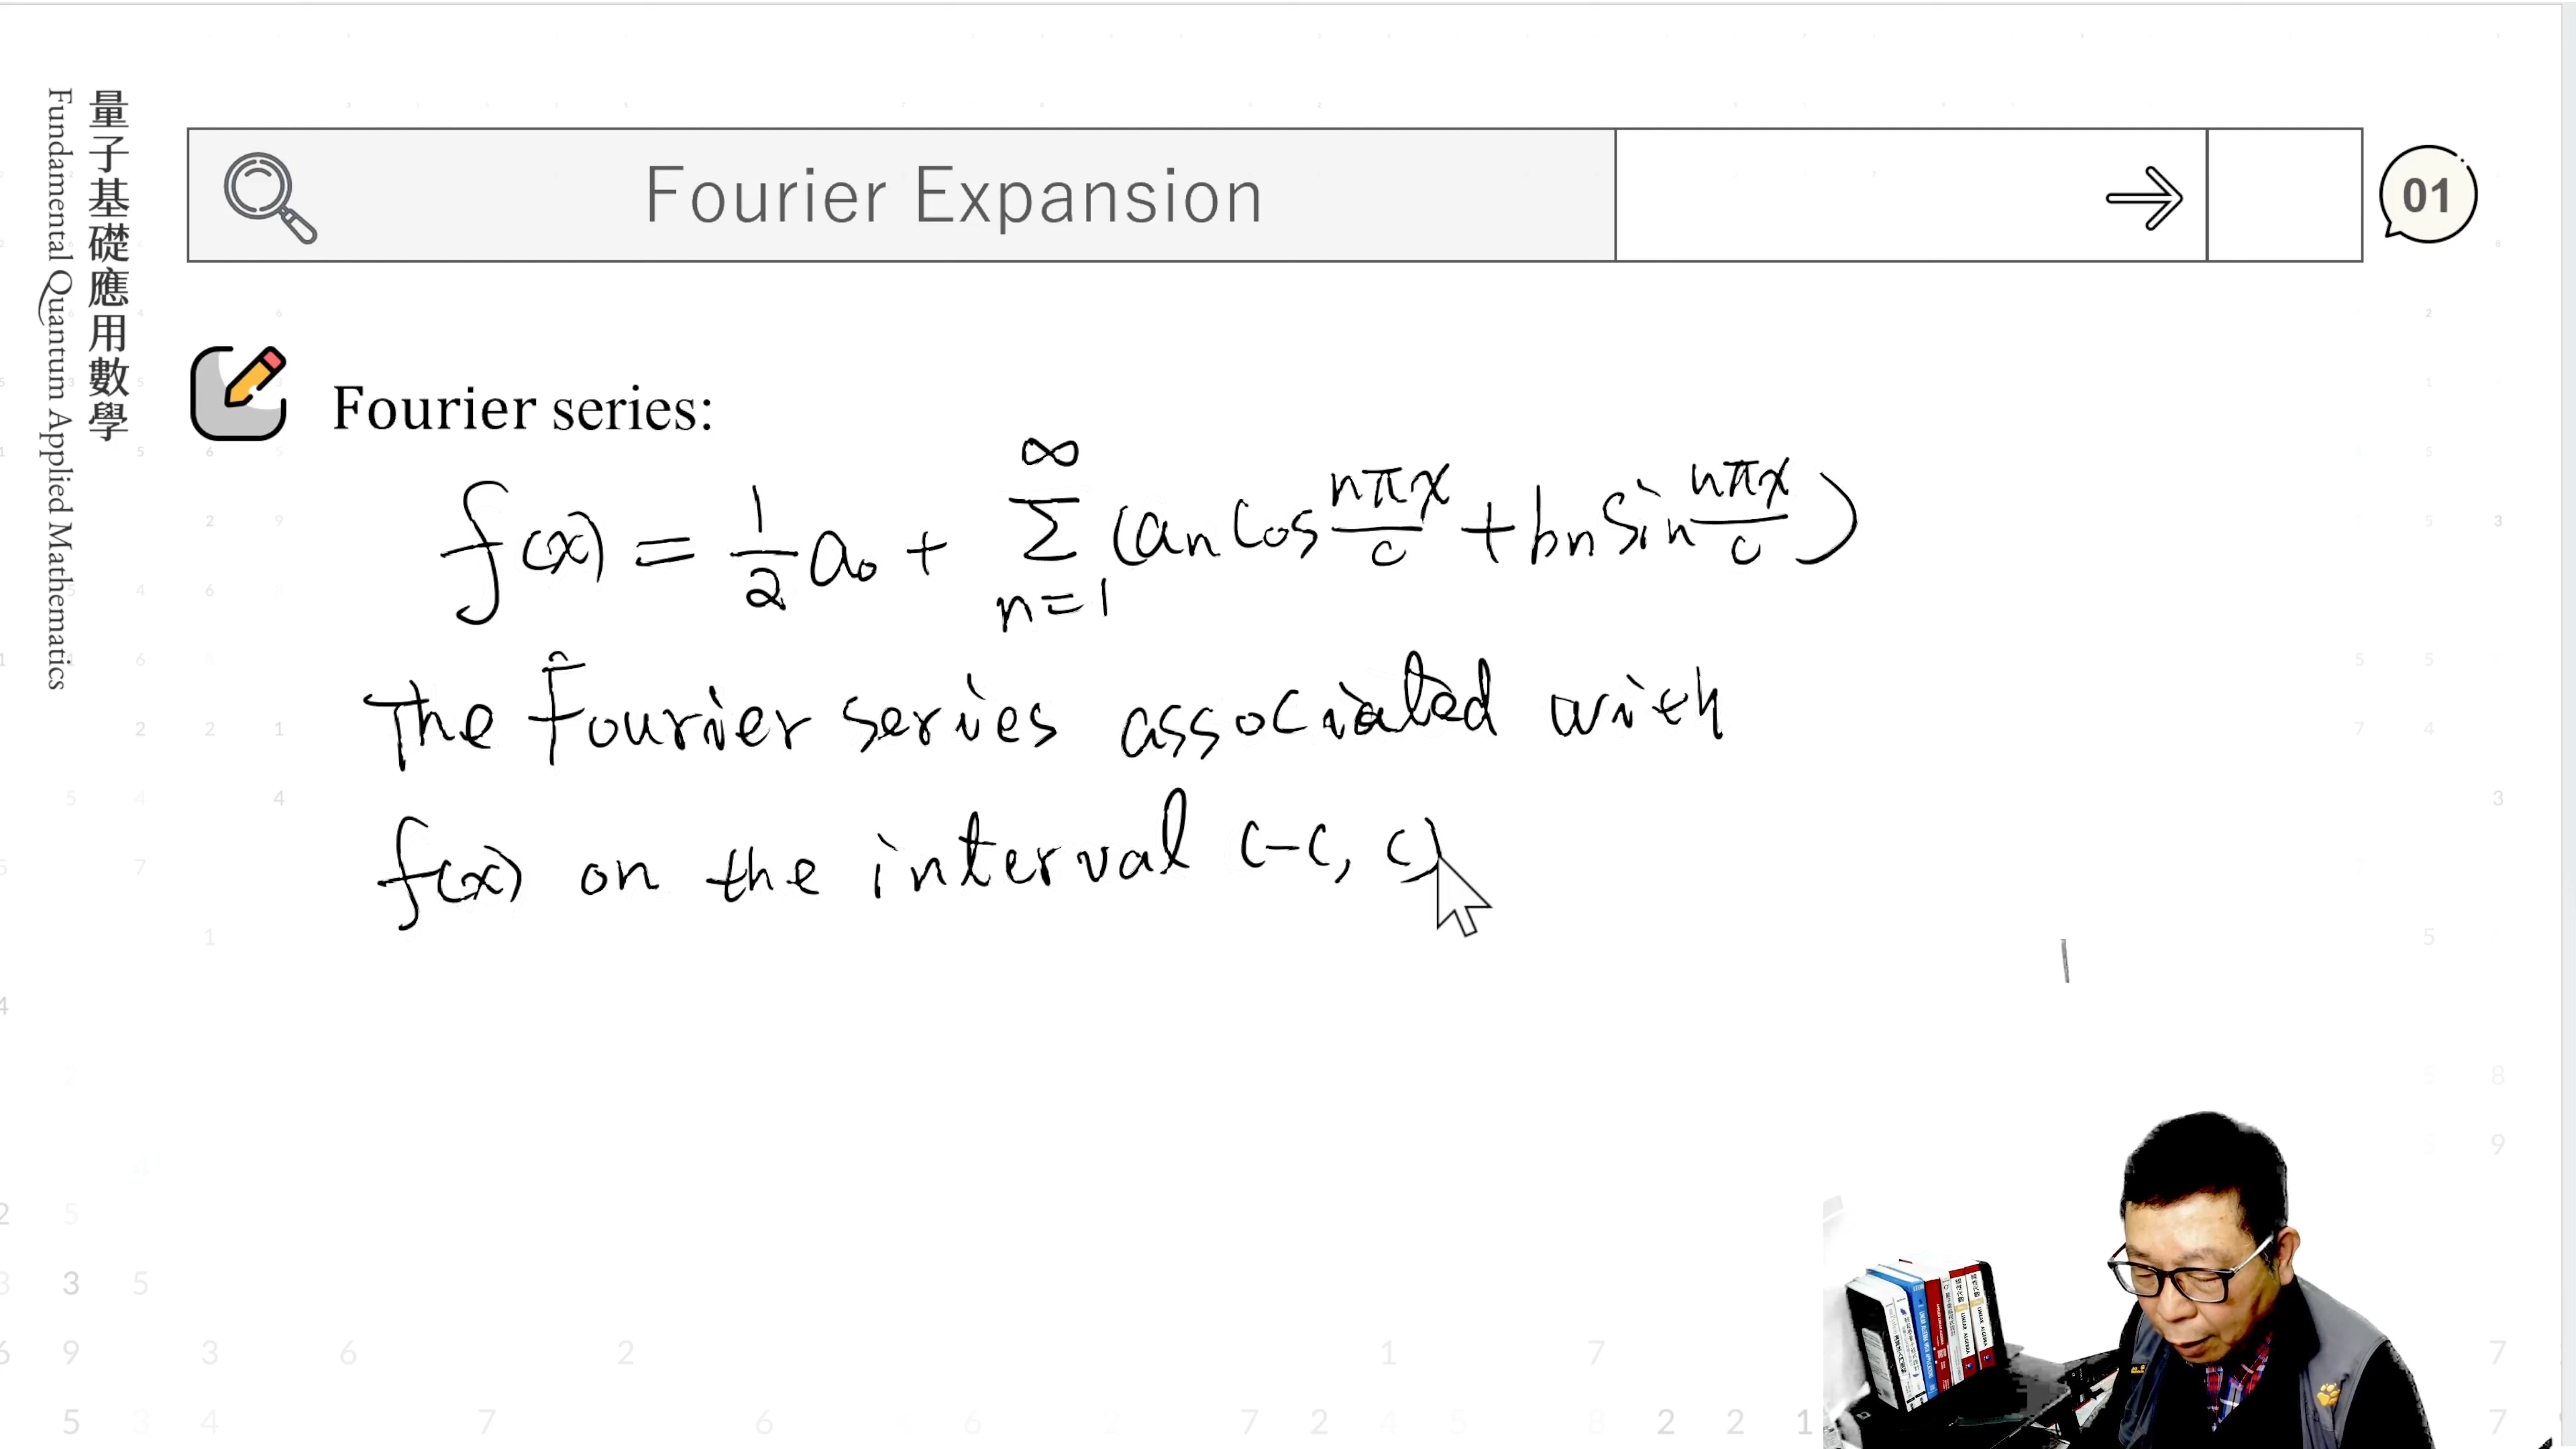 量子基礎應用數學
Fundamental Quantum Applied Mathematics
Fourier Expansion
01
Fourier series:
f(x) = 1/2 a₀ + ∑_{n=1}^{∞} (an cos nπx/c + bn sin nπx/c)
The Fourier series associated with
f(x) on the interval (-c, c)